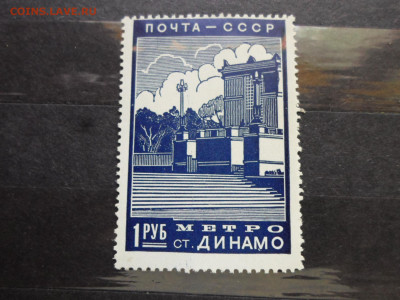 COINS.LAVE.RU
ПОЧТА — СССР
1 РУБ МЕТРО
СТ. ДИНАМО